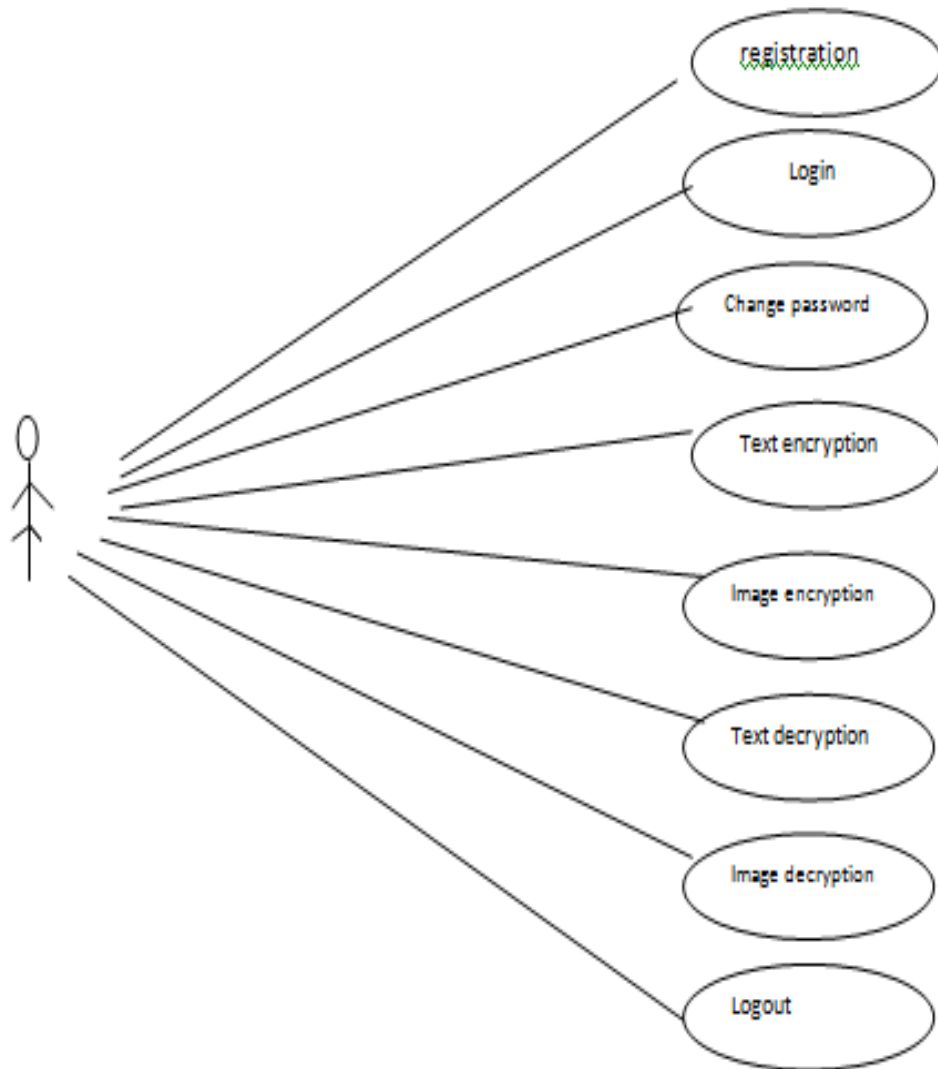 registration
Login
Change password
Text encryption
Image encryption
Text decryption
Image decryption
Logout